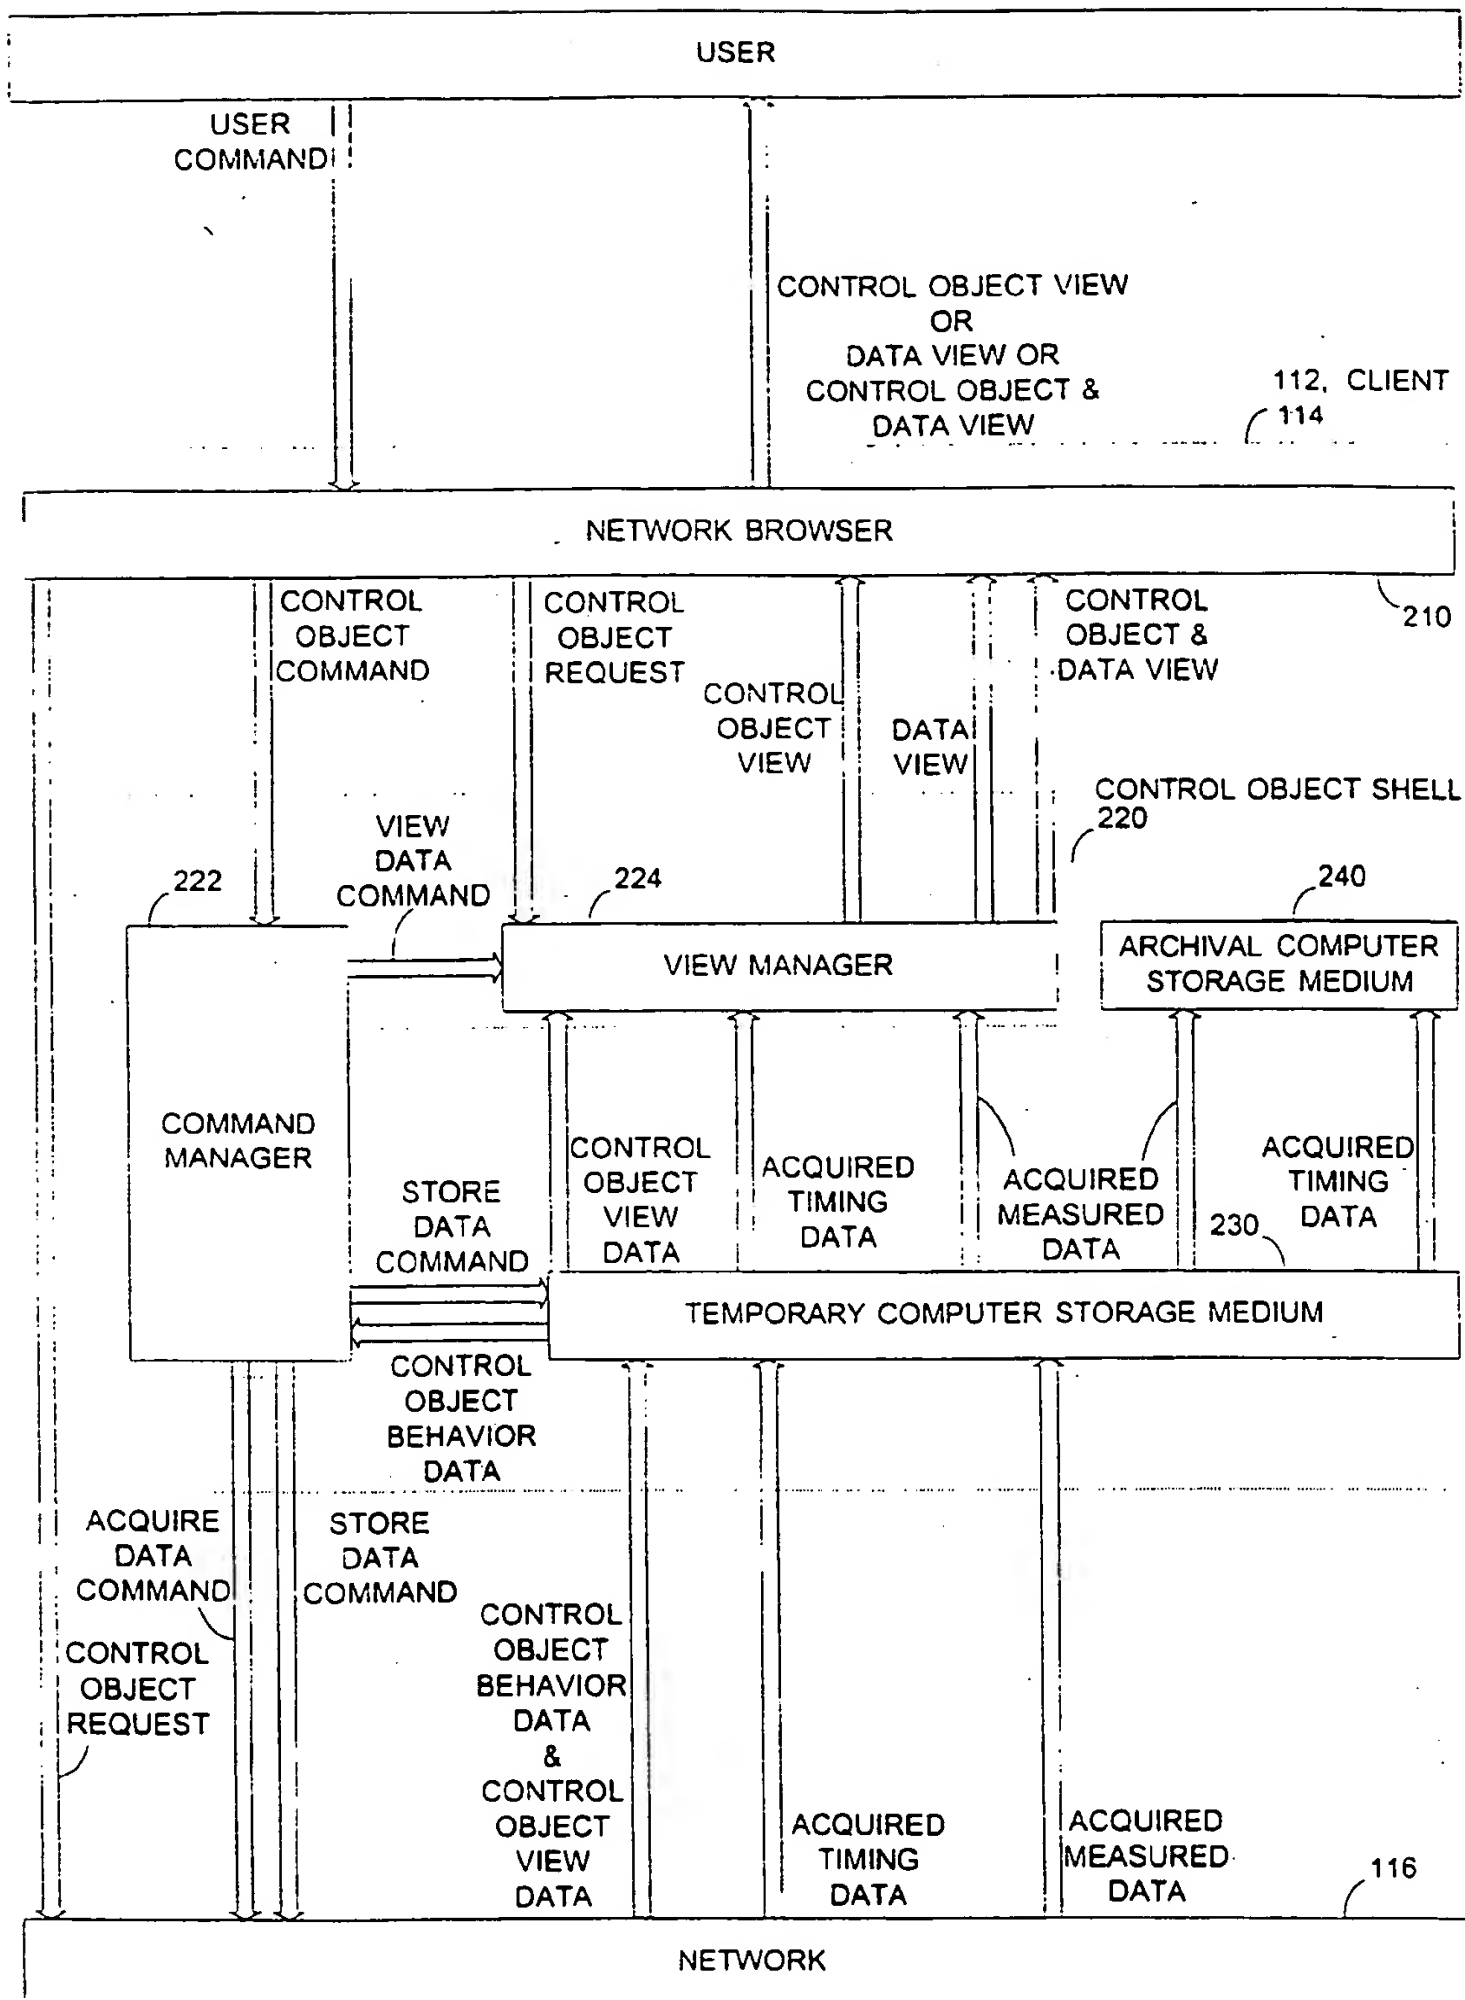 USER
USER
COMMAND
CONTROL OBJECT VIEW
OR
DATA VIEW OR
CONTROL OBJECT &
DATA VIEW
112, CLIENT
114
NETWORK BROWSER
210
CONTROL
OBJECT
COMMAND
CONTROL
OBJECT
REQUEST
CONTROL
OBJECT
VIEW
DATA
VIEW
CONTROL
OBJECT &
DATA VIEW
CONTROL OBJECT SHELL
220
VIEW
DATA
COMMAND
222
224
240
COMMAND
MANAGER
VIEW MANAGER
ARCHIVAL COMPUTER
STORAGE MEDIUM
STORE
DATA
COMMAND
CONTROL
OBJECT
VIEW
DATA
ACQUIRED
TIMING
DATA
ACQUIRED
MEASURED
DATA
230
ACQUIRED
TIMING
DATA
TEMPORARY COMPUTER STORAGE MEDIUM
CONTROL
OBJECT
BEHAVIOR
DATA
ACQUIRE
DATA
COMMAND
STORE
DATA
COMMAND
CONTROL
OBJECT
REQUEST
CONTROL
OBJECT
BEHAVIOR
DATA
&
CONTROL
OBJECT
VIEW
DATA
ACQUIRED
TIMING
DATA
ACQUIRED
MEASURED
DATA
116
NETWORK